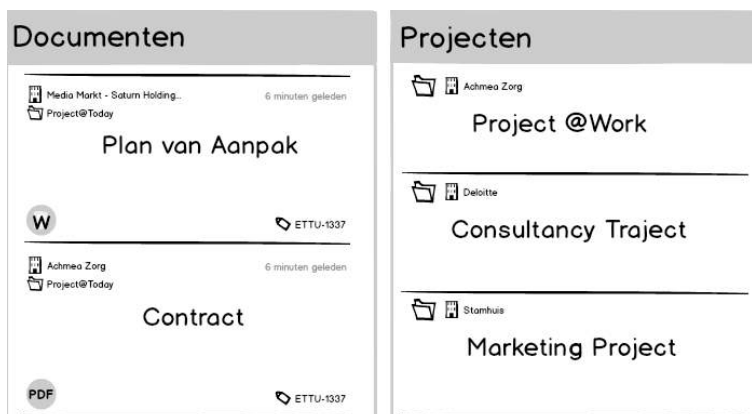 Documenten
Media Markt - Saturn Holding...
6 minuten geleden
Project@Today
Plan van Aanpak
W
ETTU-1337
Achmea Zorg
6 minuten geleden
Project@Today
Contract
PDF
ETTU-1337
Projecten
Achmea Zorg
Project @Work
Deloitte
Consultancy Traject
Stamhuis
Marketing Project